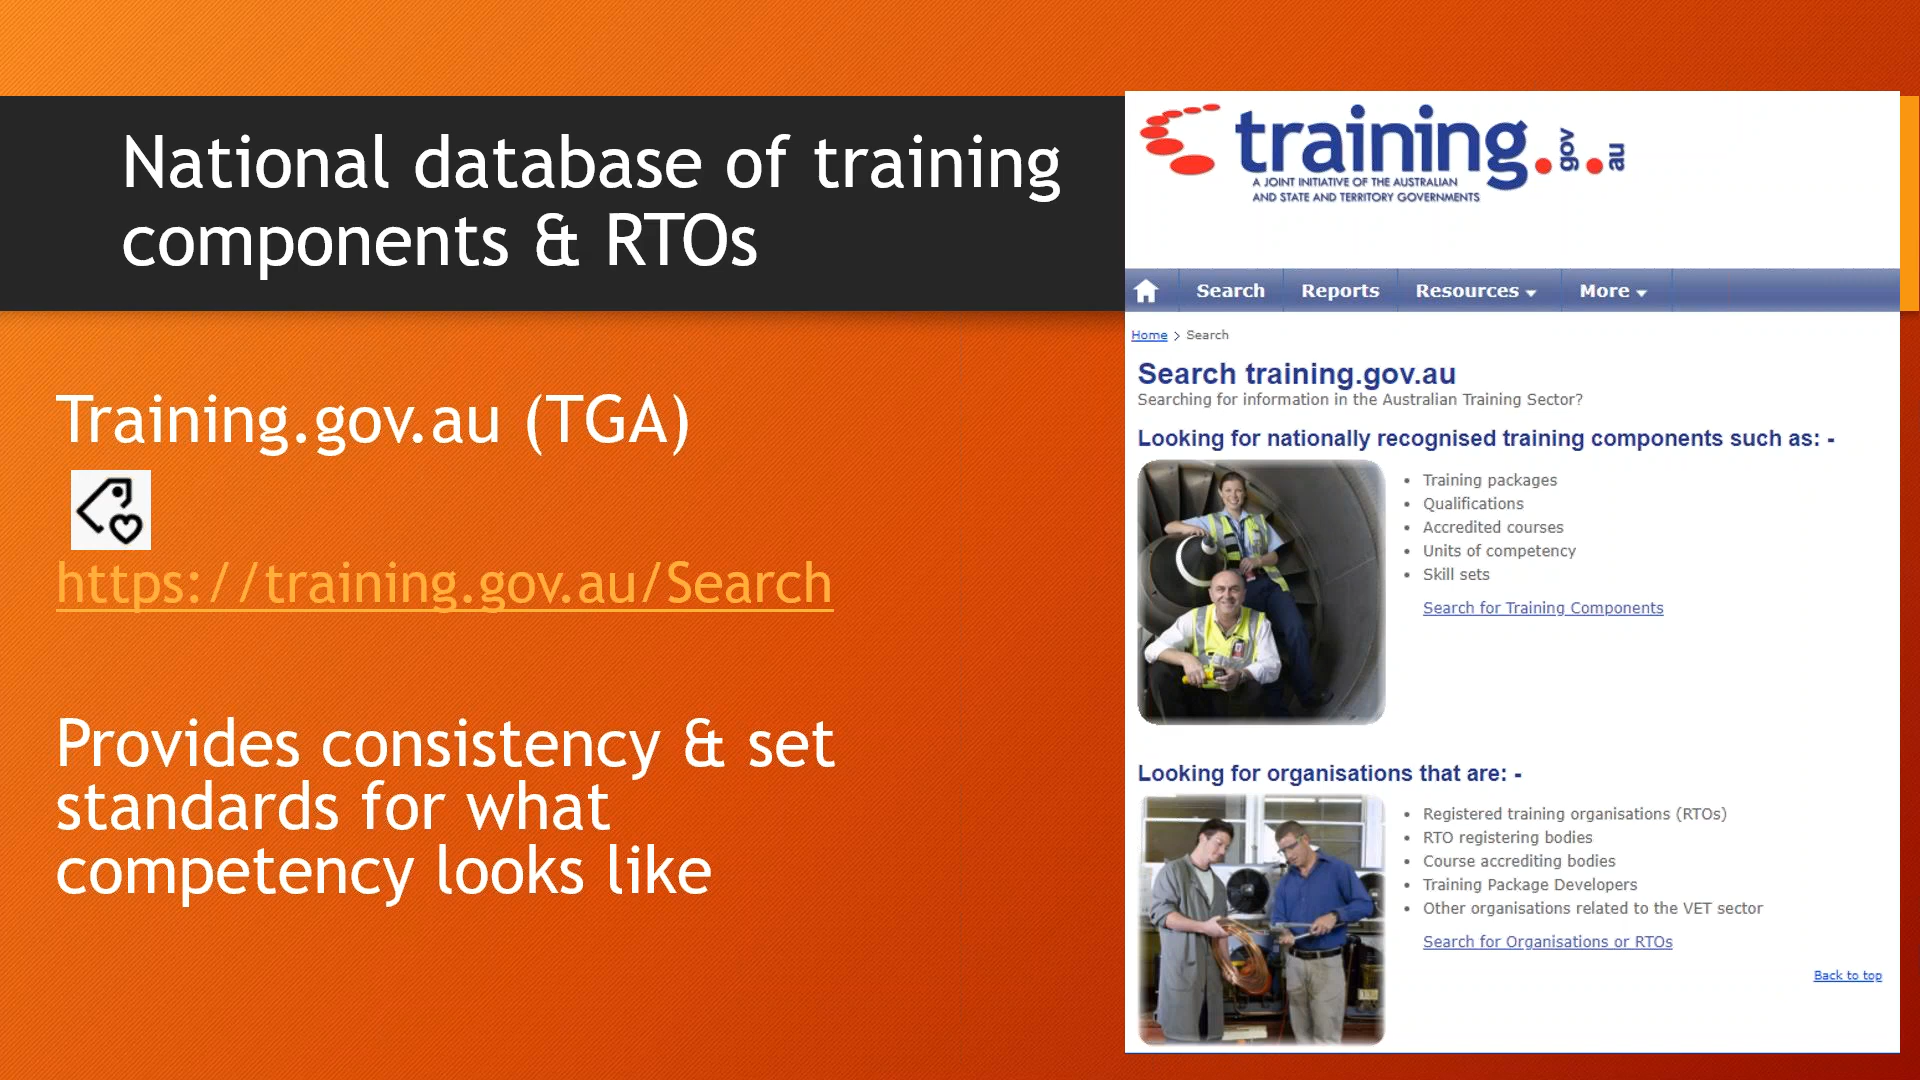 National database of training
components & RTOs
Training.gov.au (TGA)
https://training.gov.au/Search
Provides consistency & set
standards for what
competency looks like
training.gov.au
A JOINT INITIATIVE OF THE AUSTRALIAN
AND STATE AND TERRITORY GOVERNMENTS
Search Reports Resources More
Home > Search
Search training.gov.au
Searching for information in the Australian Training Sector?
Looking for nationally recognised training components such as: -
• Training packages
• Qualifications
• Accredited courses
• Units of competency
• Skill sets
Search for Training Components
Looking for organisations that are: -
• Registered training organisations (RTOs)
• RTO registering bodies
• Course accrediting bodies
• Training Package Developers
• Other organisations related to the VET sector
Search for Organisations or RTOs
Back to top